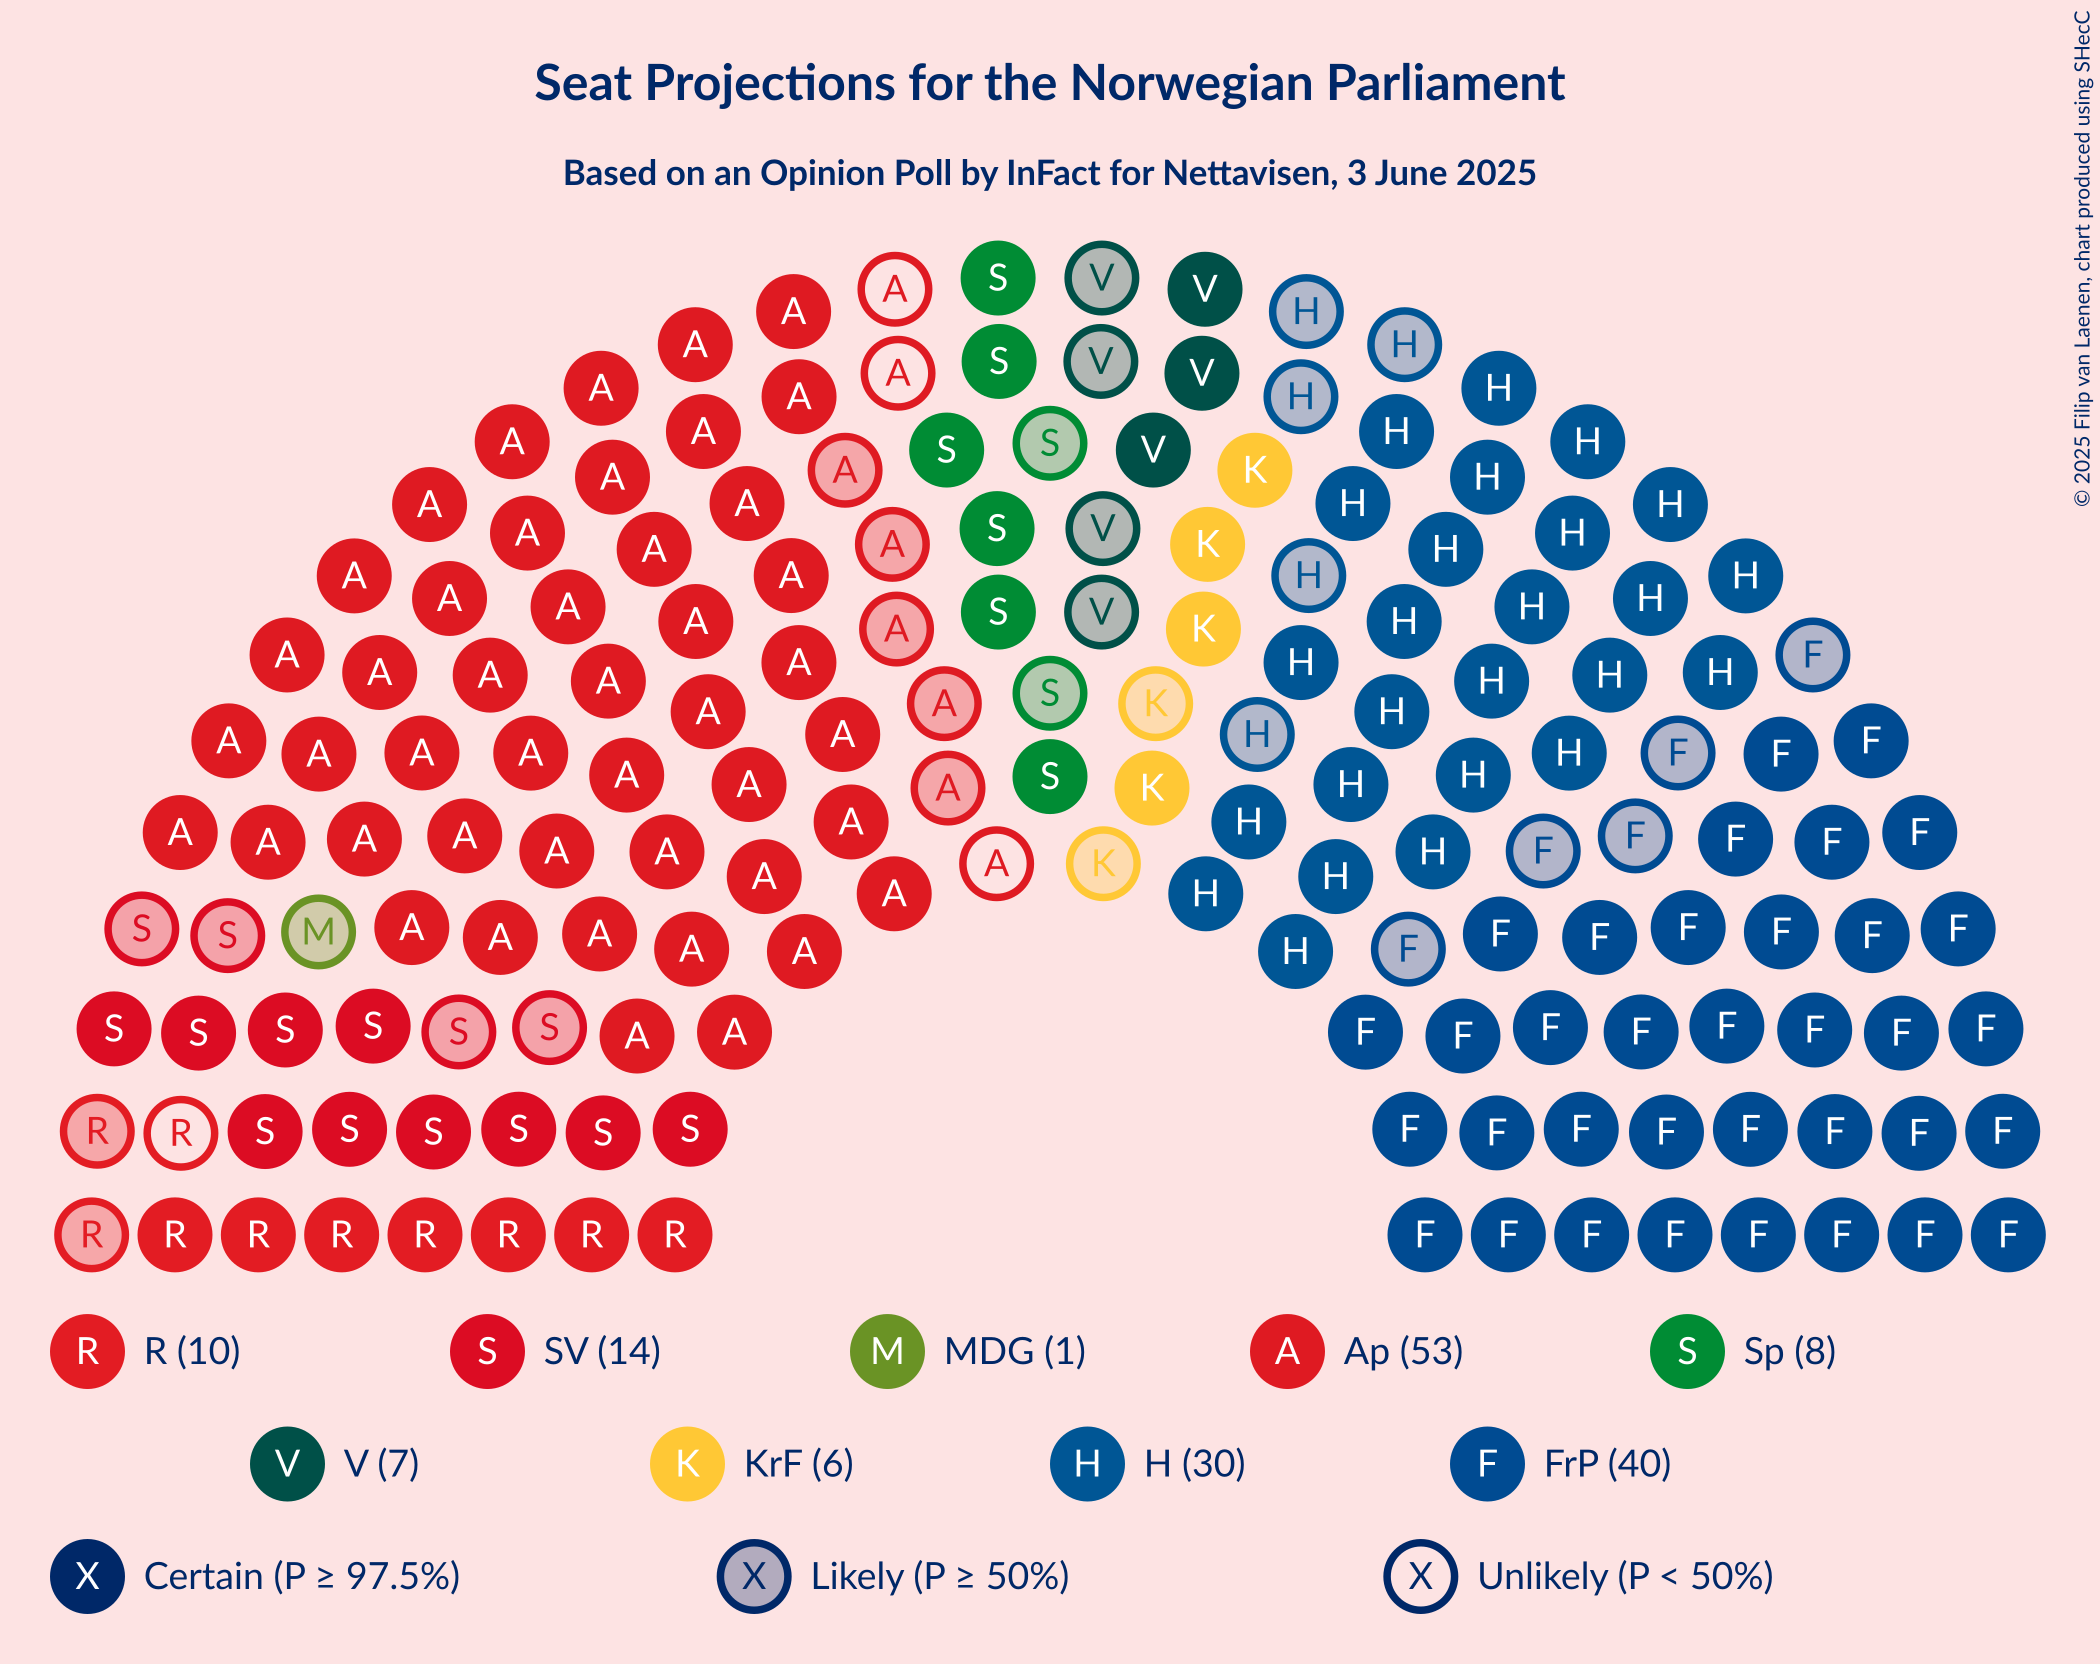 Seat Projections for the Norwegian Parliament
Based on an Opinion Poll by InFact for Nettavisen, 3 June 2025
© 2025 Filip van Laenen, chart produced using SHecC
A S V V
A H
A A S V V H H
A A H H
A A S S V K H H
A A A H H H
A A A S V K H H H
A A A A S V K H H H H
A A A A A S K H H H H F
A A A A A A H H H H F F F
A A A A A A A S K H H H F F F F F
A A A A A A A A K H H H F F F F
S S M A A A A A H F F F F F F F
S S S S S S A A F F F F F F F F
R R S S S S S S F F F F F F F F
R R R R R R R R F F F F F F F F
R R (10) S SV (14) M MDG (1) A Ap (53) S Sp (8)
V V (7) K KrF (6) H H (30) F FrP (40)
X Certain (P ≥ 97.5%) X Likely (P ≥ 50%) X Unlikely (P < 50%)